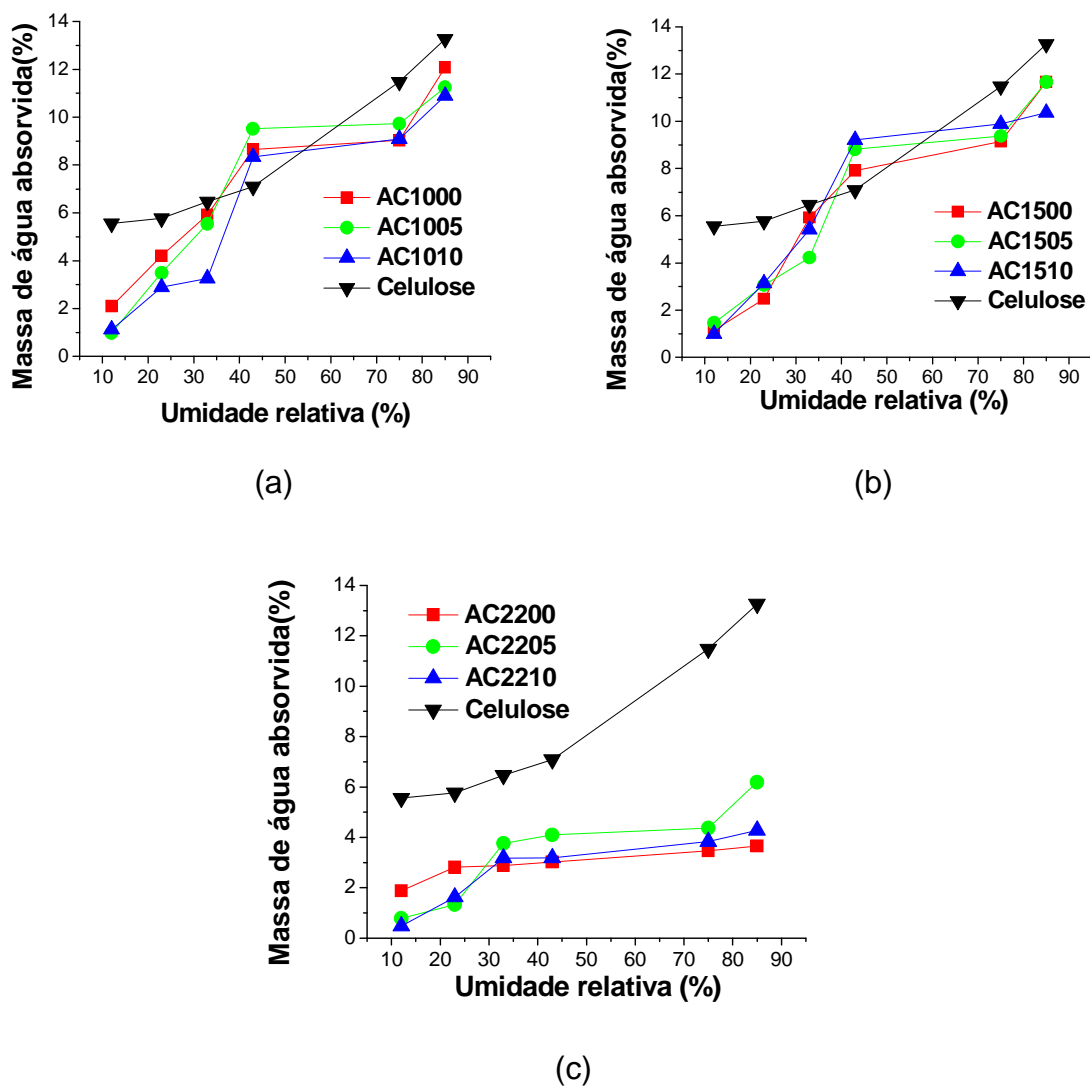 Massa de água absorvida(%)
14
12
10
8
6
4
2
0
AC1000
AC1005
AC1010
Celulose
10 20 30 40 50 60 70 80 90
Umidade relativa (%)
(a)
Massa de água absorvida(%)
14
12
10
8
6
4
2
0
AC1500
AC1505
AC1510
Celulose
10 20 30 40 50 60 70 80 90
Umidade relativa (%)
(b)
Massa de água absorvida(%)
14
12
10
8
6
4
2
0
AC2200
AC2205
AC2210
Celulose
10 20 30 40 50 60 70 80 90
Umidade relativa (%)
(c)